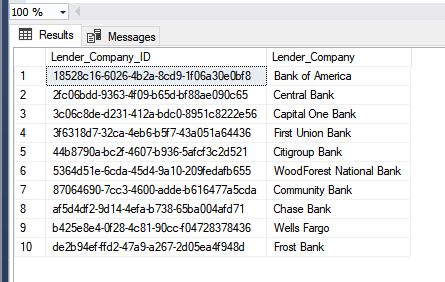 100 %
Results Messages
Lender_Company_ID Lender_Company
1 18528c16-6026-4b2a-8cd9-1f06a30e0bf8 Bank of America
2 2fc06bdd-9363-4f09-b65d-bf88ae090c65 Central Bank
3 3c06c8de-d231-412a-bdc0-8951c8222e56 Capital One Bank
4 3f6318d7-32ca-4eb6-b5f7-43a051a64436 First Union Bank
5 44b8790a-bc2f-4607-b936-5afcf3c2d521 Citigroup Bank
6 5364d51e-6cda-45d4-9a10-209fedafb655 WoodForest National Bank
7 87064690-7cc3-4600-adde-b616477a5cda Community Bank
8 af5d4df2-9d14-4efa-b738-65ba004afd71 Chase Bank
9 b425e8e4-0f28-4c81-90cc-f04728378436 Wells Fargo
10 de2b94ef-ffd2-47a9-a267-2d05ea4f948d Frost Bank